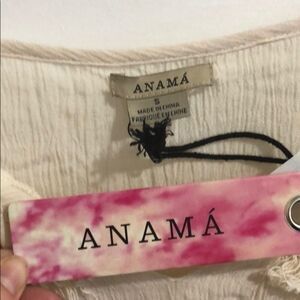 ANAMÁ
S
MADE IN CHINA
FABRIQUÉ EN CHINE
ANAMÁ